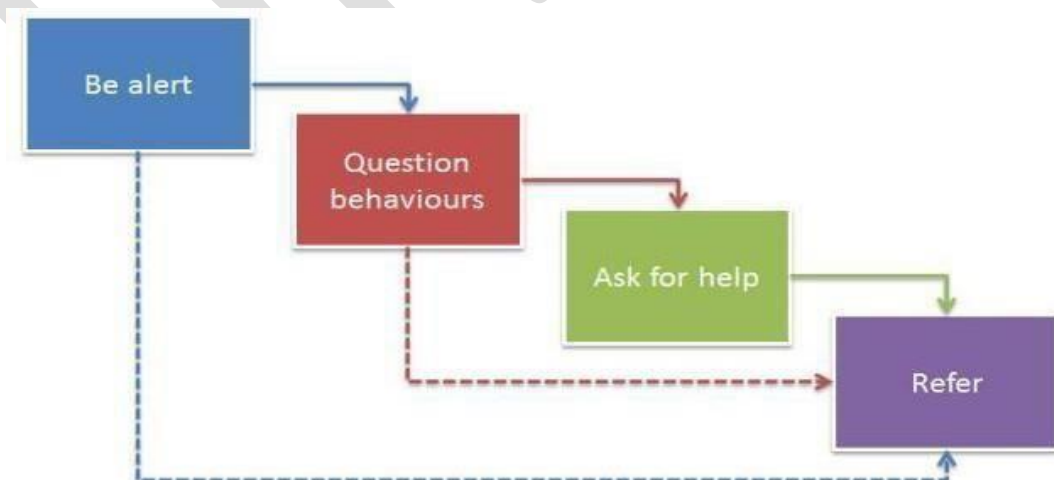 Be alert
Question
behaviours
Ask for help
Refer